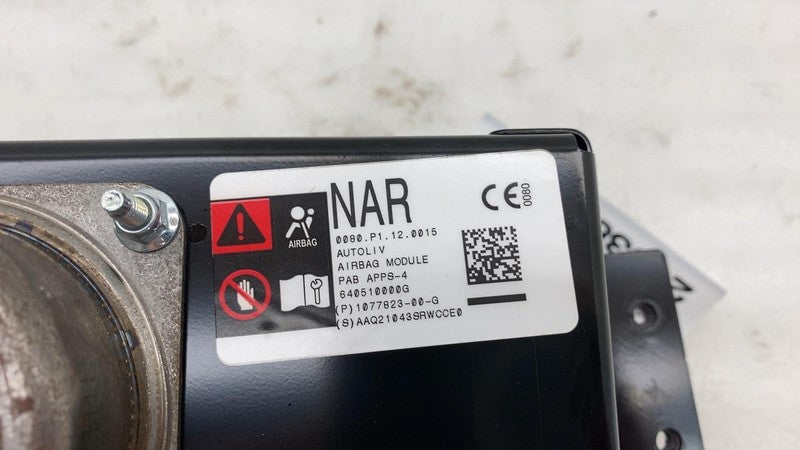 NAR
CE
0080
0080.P1.12.0015
AUTOLIV
AIRBAG MODULE
PAB APPS-4
640510000G
(P)1077823-00-G
(S)AAQ21043SRWCCE0
AIRBAG